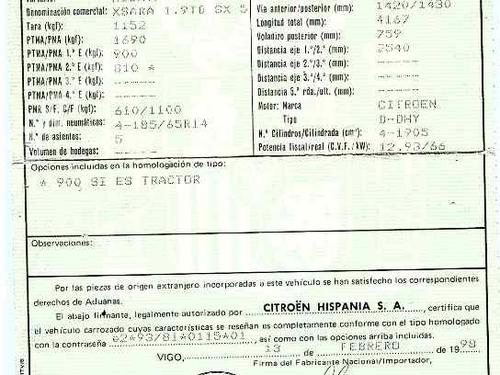 Denominación comercial: XSARA 1.9TD SX 5
Tara (kgf): 1152
PTMA/PMA (kgf): 1690
PTMA/PMA 1.º E (kgf): 900
PTMA/PMA 2.º E (kgf): 810 *
PTMA/PMA 3.º E (kgf): ------
PTMA/PMA 4.º E (kgf): ------
PMR S/F. C/F (kgf): 610/1100
N.º y dim. neumáticos: 4-185/65R14
N.º de asientos: 5
Volumen de bodegas: ------
Vía anterior/posterior (mm): 1420/1430
Longitud total (mm): 4167
Voladizo posterior (mm): 759
Distancia eje 1.º/2.º (mm): 2540
Distancia eje 2.º/3.º (mm): ------
Distancia eje 3.º/4.º (mm): ------
Distancia 5.ª rda./ult. (mm): ------
Motor: Marca CITROEN
Tipo D-DHY
N.º Cilindros/Cilindrada (cm³) 4-1905
Potencia fiscal/real (C.V.F./kW): 12.93/66
Opciones incluidas en la homologación de tipo:
* 900 SI ES TRACTOR
Observaciones:
Por las piezas de origen extranjero incorporadas a este vehículo se han satisfecho los correspondientes
derechos de Aduanas.
El abajo firmante, legalmente autorizado por CITROËN HISPANIA S. A., certifica que
el vehículo carrozado cuyas características se reseñan es completamente conforme con el tipo homologado
con la contraseña e2*93/81*0115*01, así como con las opciones arriba incluidas.
VIGO, 13 de FEBRERO de 1998
Firma del Fabricante Nacional/Importador,